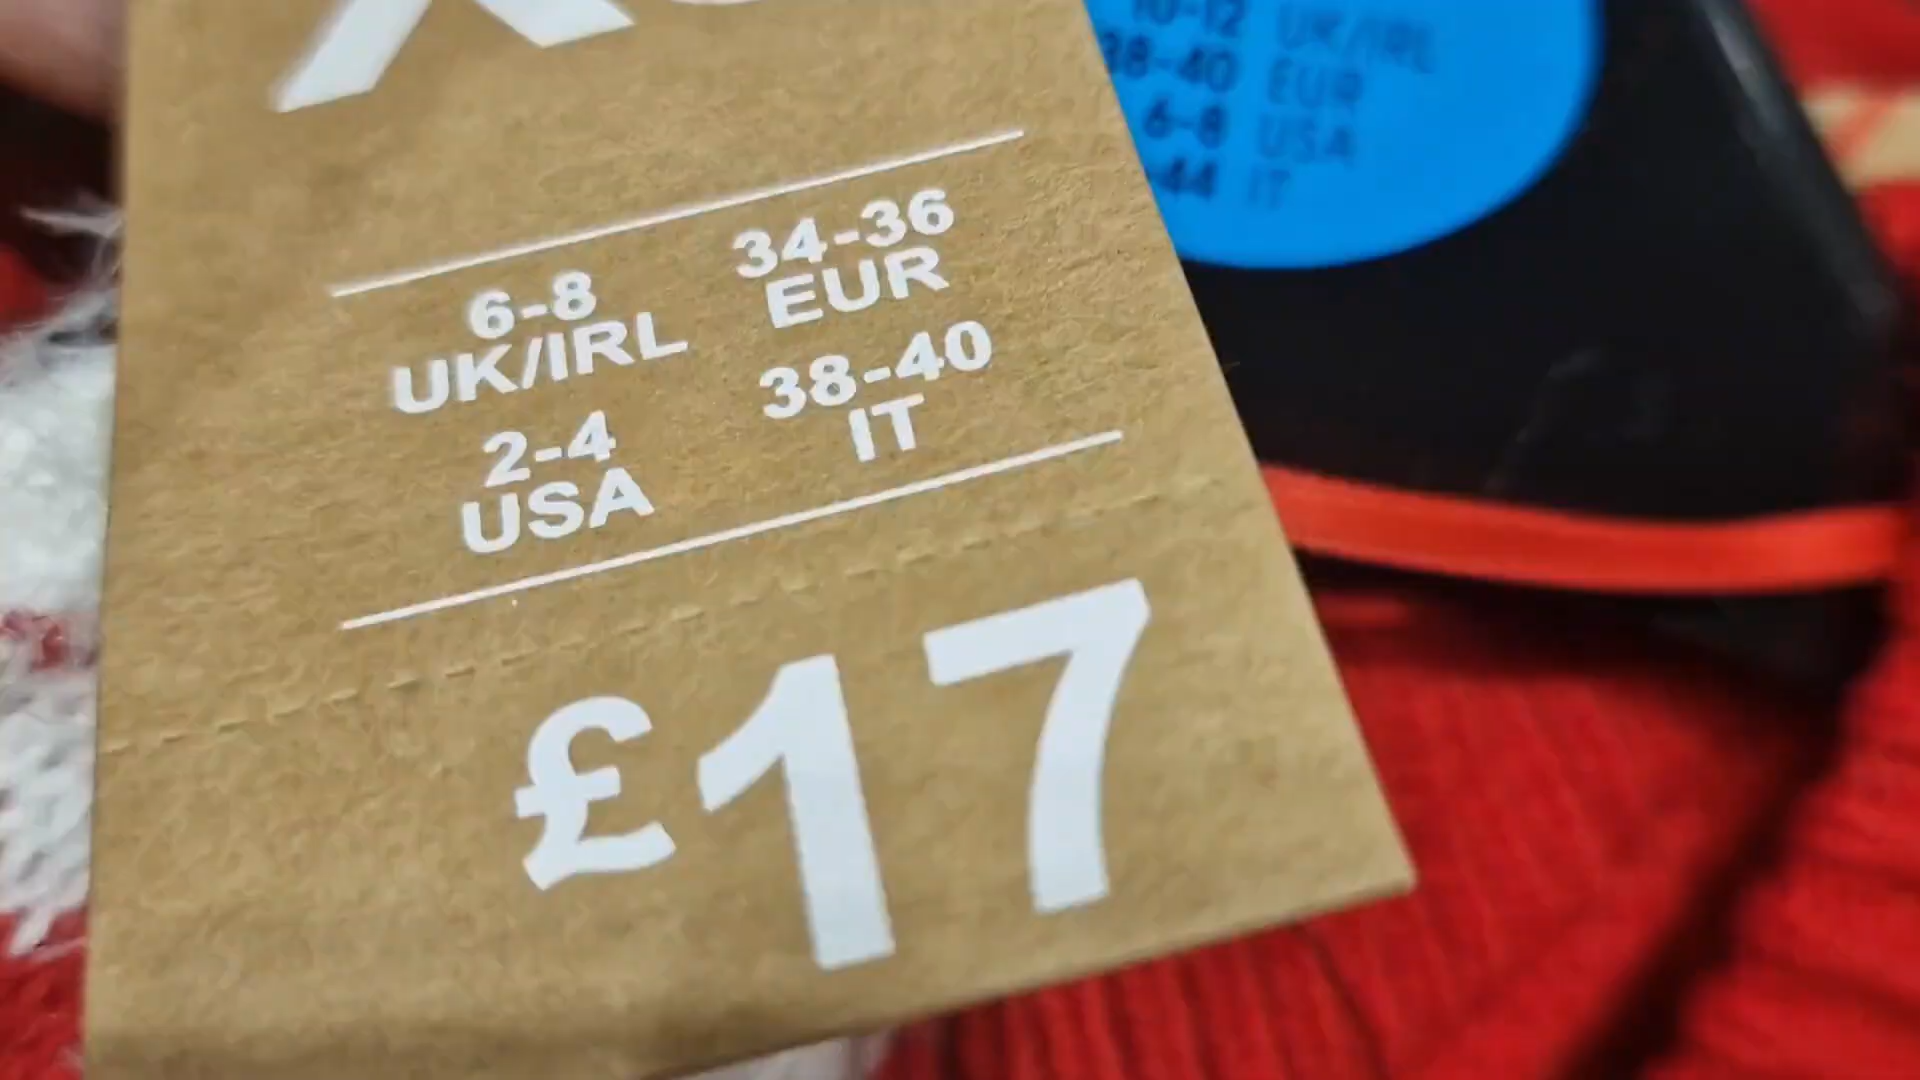 6-8
UK/IRL
34-36
EUR
2-4
USA
38-40
IT
£17
10-12 UK/IRL
38-40 EUR
6-8 USA
-44 IT